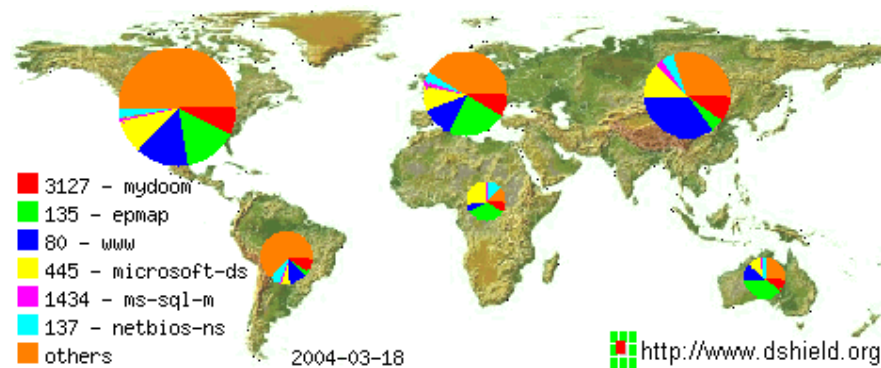 3127 - mydoom
135 - epmap
80 - www
445 - microsoft-ds
1434 - ms-sql-m
137 - netbios-ns
others
2004-03-18
http://www.dshield.org